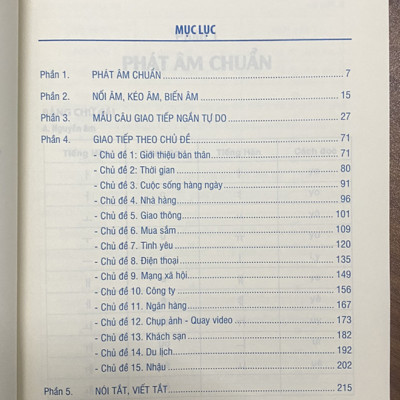 MỤC LỤC
PHÁT ÂM CHUẨN
Phần 1. PHÁT ÂM CHUẨN 7
Phần 2. NỐI ÂM, KÉO ÂM, BIẾN ÂM 15
Phần 3. MẪU CÂU GIAO TIẾP NGẮN TỰ DO 27
Phần 4. GIAO TIẾP THEO CHỦ ĐỀ 71
- Chủ đề 1: Giới thiệu bản thân 71
- Chủ đề 2: Thời gian 80
- Chủ đề 3. Cuộc sống hàng ngày 91
- Chủ đề 4. Nhà hàng 96
- Chủ đề 5. Giao thông 101
- Chủ đề 6. Mua sắm 109
- Chủ đề 7. Tình yêu 120
- Chủ đề 8. Điện thoại 135
- Chủ đề 9. Mạng xã hội 149
- Chủ đề 10. Công ty 156
- Chủ đề 11. Ngân hàng 167
- Chủ đề 12. Chụp ảnh - Quay video 173
- Chủ đề 13. Khách sạn 182
- Chủ đề 14. Du lịch 192
- Chủ đề 15. Nhậu 202
Phần 5. NÓI TẮT, VIẾT TẮT 215